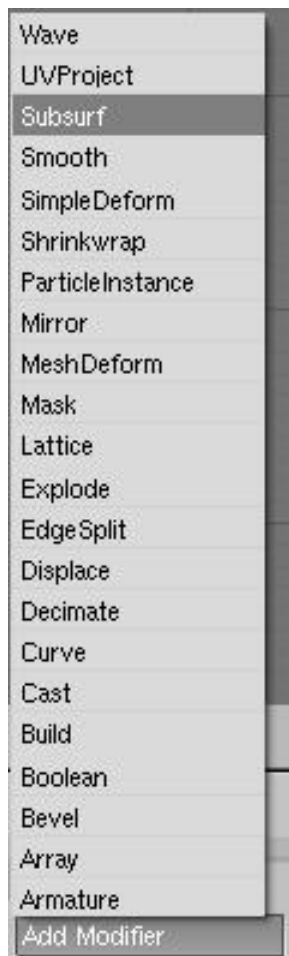 Wave
UVProject
Subsurf
Smooth
SimpleDeform
Shrinkwrap
ParticleInstance
Mirror
MeshDeform
Mask
Lattice
Explode
EdgeSplit
Displace
Decimate
Curve
Cast
Build
Boolean
Bevel
Array
Armature
Add Modifier